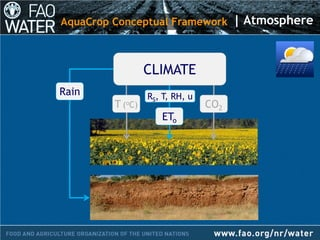 FAO WATER
AquaCrop Conceptual Framework | Atmosphere
CLIMATE
Rain
Rₛ, T, RH, u
T (°C)
CO₂
ETₒ
FOOD AND AGRICULTURE ORGANIZATION OF THE UNITED NATIONS
www.fao.org/nr/water